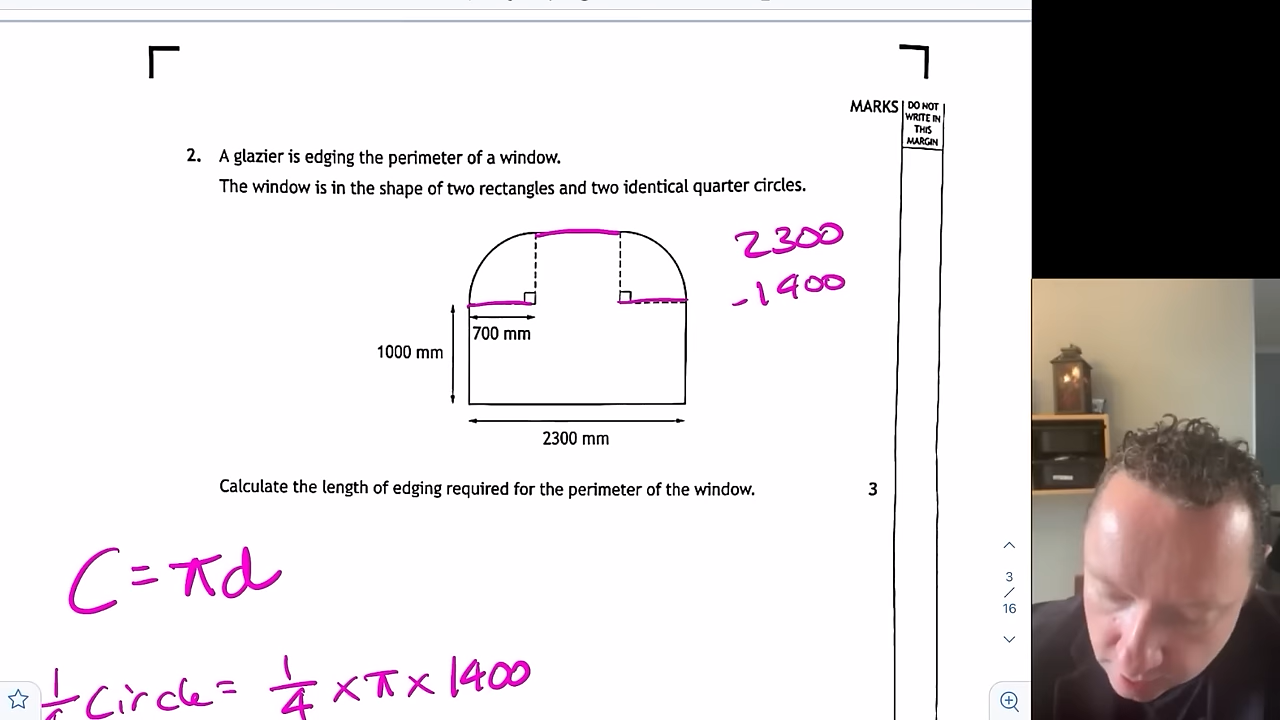 MARKS
DO NOT
WRITE IN
THIS
MARGIN
2. A glazier is edging the perimeter of a window.
The window is in the shape of two rectangles and two identical quarter circles.
2300
-1400
700 mm
1000 mm
2300 mm
Calculate the length of edging required for the perimeter of the window.
3
C = πd
3
/
16
Circle = 1/4 × π × 1400